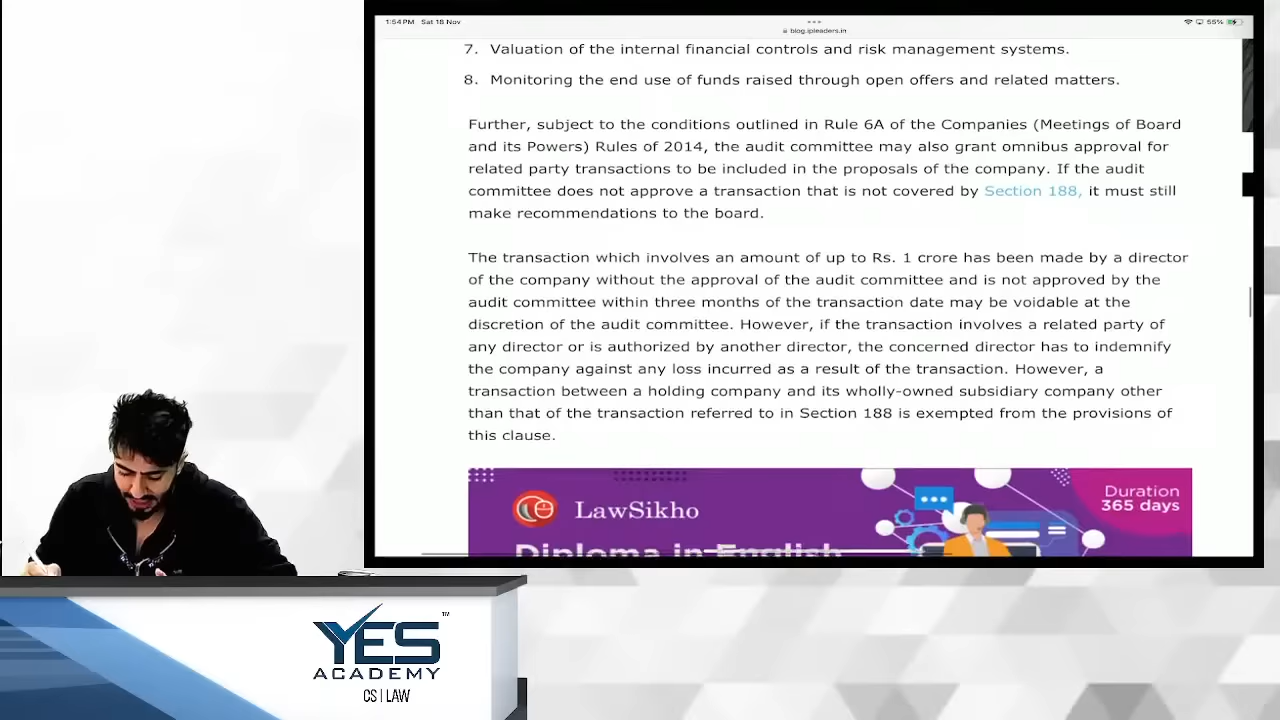 1:54 PM Sat 18 Nov
55%
blog.ipleaders.in
7. Valuation of the internal financial controls and risk management systems.
8. Monitoring the end use of funds raised through open offers and related matters.
Further, subject to the conditions outlined in Rule 6A of the Companies (Meetings of Board
and its Powers) Rules of 2014, the audit committee may also grant omnibus approval for
related party transactions to be included in the proposals of the company. If the audit
committee does not approve a transaction that is not covered by Section 188, it must still
make recommendations to the board.
The transaction which involves an amount of up to Rs. 1 crore has been made by a director
of the company without the approval of the audit committee and is not approved by the
audit committee within three months of the transaction date may be voidable at the
discretion of the audit committee. However, if the transaction involves a related party of
any director or is authorized by another director, the concerned director has to indemnify
the company against any loss incurred as a result of the transaction. However, a
transaction between a holding company and its wholly-owned subsidiary company other
than that of the transaction referred to in Section 188 is exempted from the provisions of
this clause.
LawSikho
Duration
365 days
Diploma in English
YES
TM
ACADEMY
CS | LAW